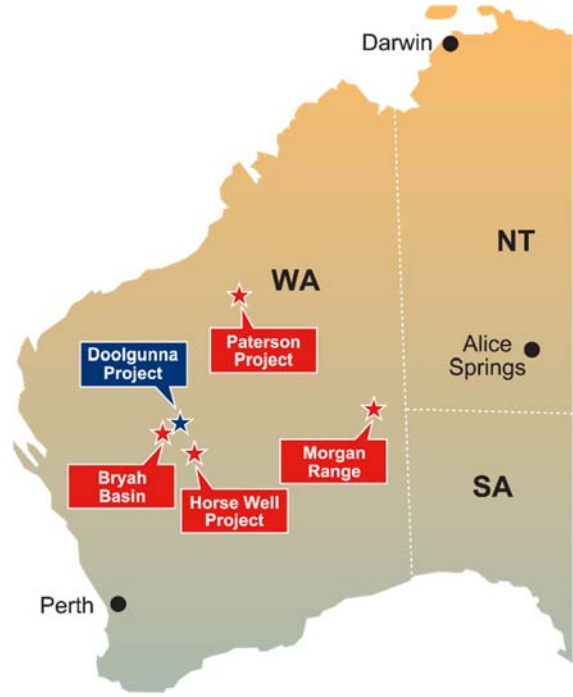 Darwin
NT
WA
Alice
Springs
Paterson
Project
Doolgunna
Project
Morgan
Range
Bryah
Basin
Horse Well
Project
SA
Perth